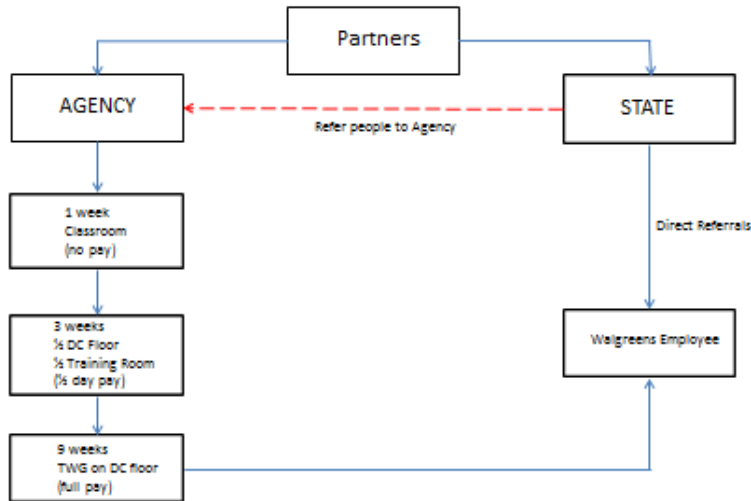 Partners
AGENCY
STATE
Refer people to Agency
1 week
Classroom
(no pay)
Direct Referrals
3 weeks
½ DC Floor
½ Training Room
(½ day pay)
Walgreens Employee
9 weeks
TWG on DC floor
(full pay)